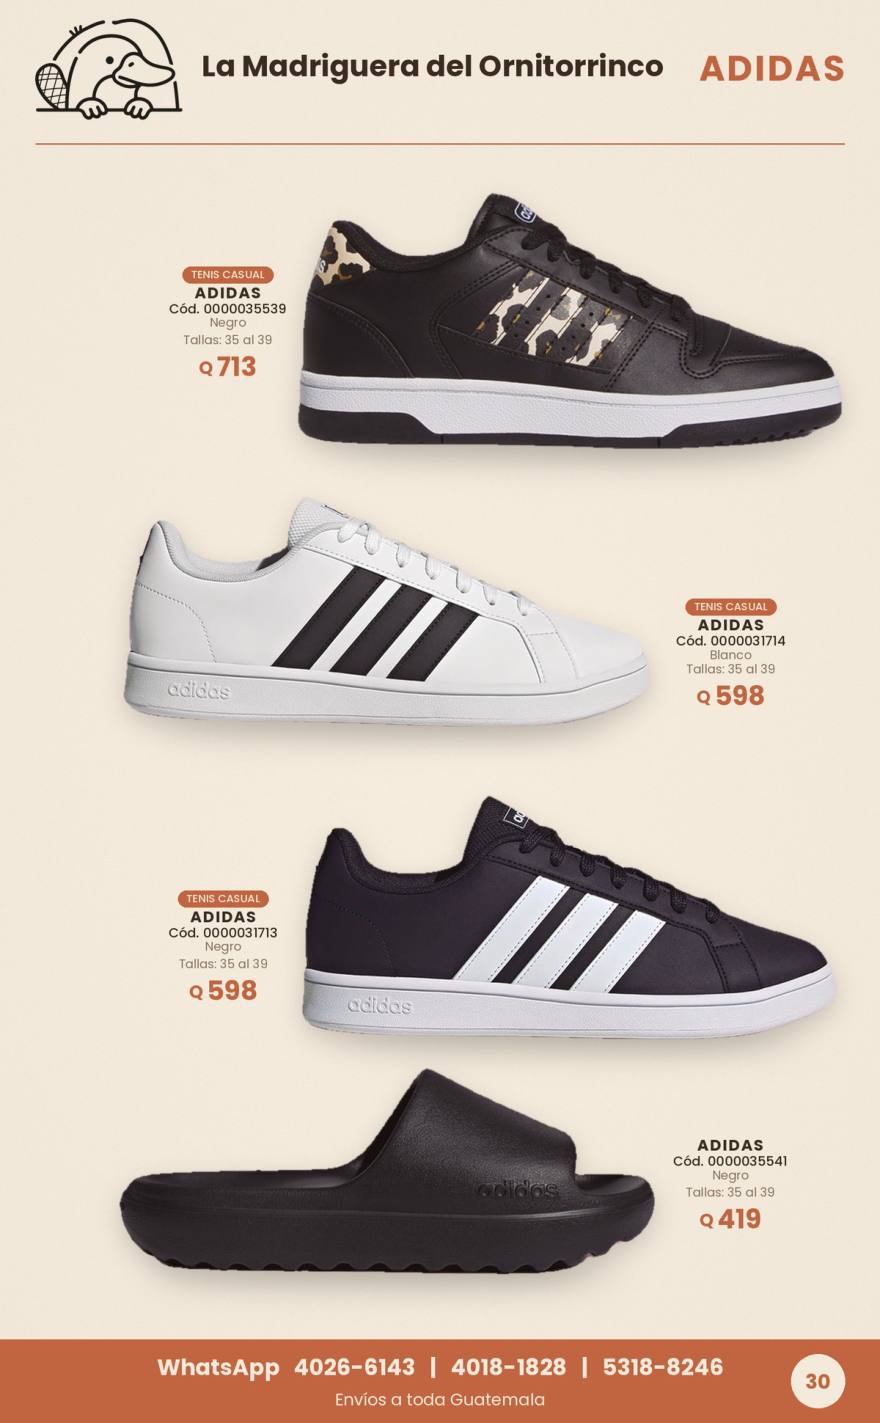 La Madriguera del Ornitorrinco
ADIDAS
TENIS CASUAL
ADIDAS
Cód. 0000035539
Negro
Tallas: 35 al 39
Q 713
TENIS CASUAL
ADIDAS
Cód. 0000031714
Blanco
Tallas: 35 al 39
Q 598
adidas
TENIS CASUAL
ADIDAS
Cód. 0000031713
Negro
Tallas: 35 al 39
Q 598
adidas
ADIDAS
Cód. 0000035541
Negro
Tallas: 35 al 39
Q 419
adidas
WhatsApp 4026-6143 | 4018-1828 | 5318-8246
Envíos a toda Guatemala
30